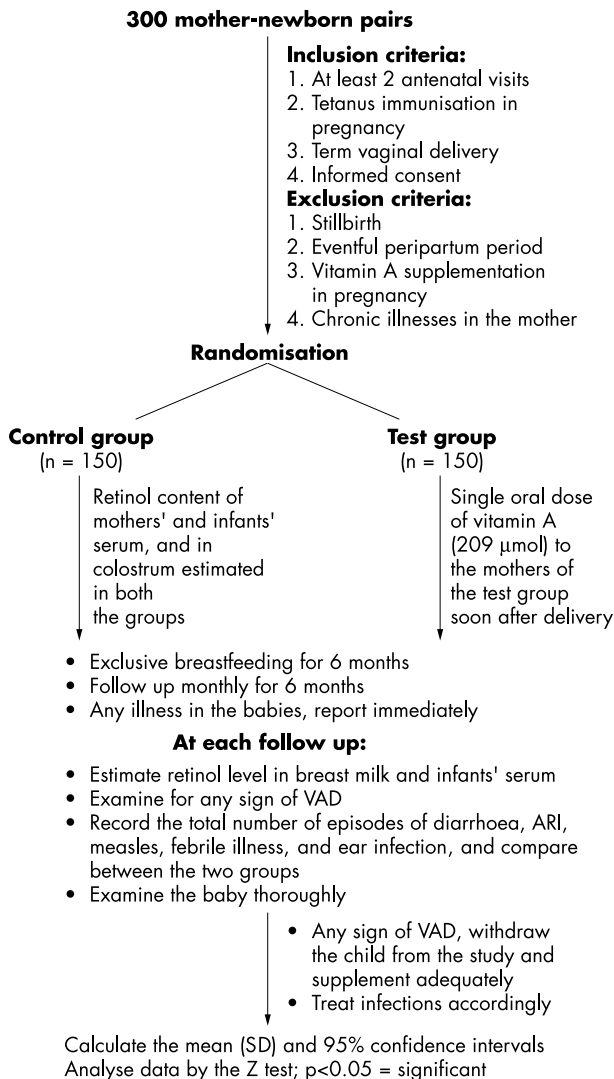 300 mother-newborn pairs
Inclusion criteria:
1. At least 2 antenatal visits
2. Tetanus immunisation in
pregnancy
3. Term vaginal delivery
4. Informed consent
Exclusion criteria:
1. Stillbirth
2. Eventful peripartum period
3. Vitamin A supplementation
in pregnancy
4. Chronic illnesses in the mother
Randomisation
Control group
(n = 150)
Retinol content of
mothers' and infants'
serum, and in
colostrum estimated
in both
the groups
Test group
(n = 150)
Single oral dose
of vitamin A
(209 μmol) to
the mothers of
the test group
soon after delivery
• Exclusive breastfeeding for 6 months
• Follow up monthly for 6 months
• Any illness in the babies, report immediately
At each follow up:
• Estimate retinol level in breast milk and infants' serum
• Examine for any sign of VAD
• Record the total number of episodes of diarrhoea, ARI,
measles, febrile illness, and ear infection, and compare
between the two groups
• Examine the baby thoroughly
• Any sign of VAD, withdraw
the child from the study and
supplement adequately
• Treat infections accordingly
Calculate the mean (SD) and 95% confidence intervals
Analyse data by the Z test; p<0.05 = significant